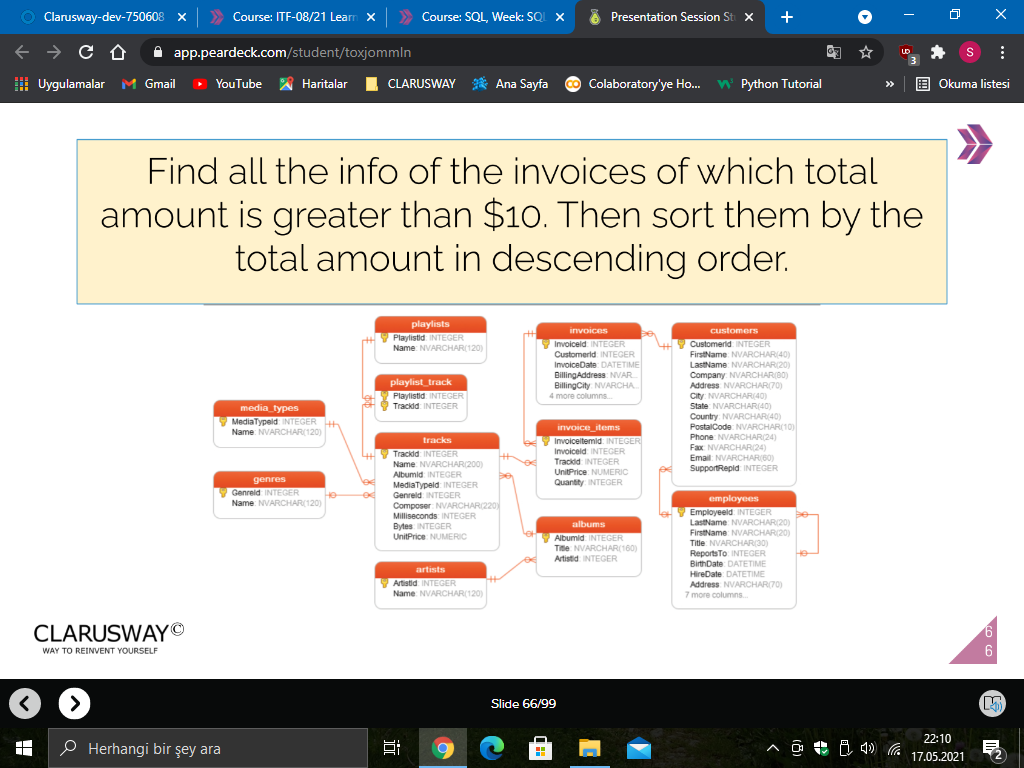 Clarusway-dev-750608
Course: ITF-08/21 Learn
Course: SQL, Week: SQL
Presentation Session St
app.peardeck.com/student/toxjommln
UD
3
S
Uygulamalar
Gmail
YouTube
Haritalar
CLARUSWAY
Ana Sayfa
Colaboratory'ye Ho...
Python Tutorial
»
Okuma listesi
Find all the info of the invoices of which total
amount is greater than $10. Then sort them by the
total amount in descending order.
playlists
PlaylistId INTEGER
Name NVARCHAR(120)
playlist_track
PlaylistId INTEGER
TrackId INTEGER
media_types
MediaTypeId INTEGER
Name NVARCHAR(120)
genres
GenreId INTEGER
Name NVARCHAR(120)
tracks
TrackId INTEGER
Name NVARCHAR(200)
AlbumId INTEGER
MediaTypeId INTEGER
GenreId INTEGER
Composer NVARCHAR(220)
Milliseconds INTEGER
Bytes INTEGER
UnitPrice NUMERIC
artists
ArtistId INTEGER
Name NVARCHAR(120)
invoices
InvoiceId INTEGER
CustomerId INTEGER
InvoiceDate DATETIME
BillingAddress NVAR...
BillingCity NVARCHA...
4 more columns...
invoice_items
InvoiceItemId INTEGER
InvoiceId INTEGER
TrackId INTEGER
UnitPrice NUMERIC
Quantity INTEGER
albums
AlbumId INTEGER
Title NVARCHAR(160)
ArtistId INTEGER
customers
CustomerId INTEGER
FirstName NVARCHAR(40)
LastName NVARCHAR(20)
Company NVARCHAR(80)
Address NVARCHAR(70)
City NVARCHAR(40)
State NVARCHAR(40)
Country NVARCHAR(40)
PostalCode NVARCHAR(10)
Phone NVARCHAR(24)
Fax NVARCHAR(24)
Email NVARCHAR(60)
SupportRepId INTEGER
employees
EmployeeId INTEGER
LastName NVARCHAR(20)
FirstName NVARCHAR(20)
Title NVARCHAR(30)
ReportsTo INTEGER
BirthDate DATETIME
HireDate DATETIME
Address NVARCHAR(70)
7 more columns...
CLARUSWAY©
WAY TO REINVENT YOURSELF
6
6
Slide 66/99
Herhangi bir şey ara
22:10
17.05.2021
2